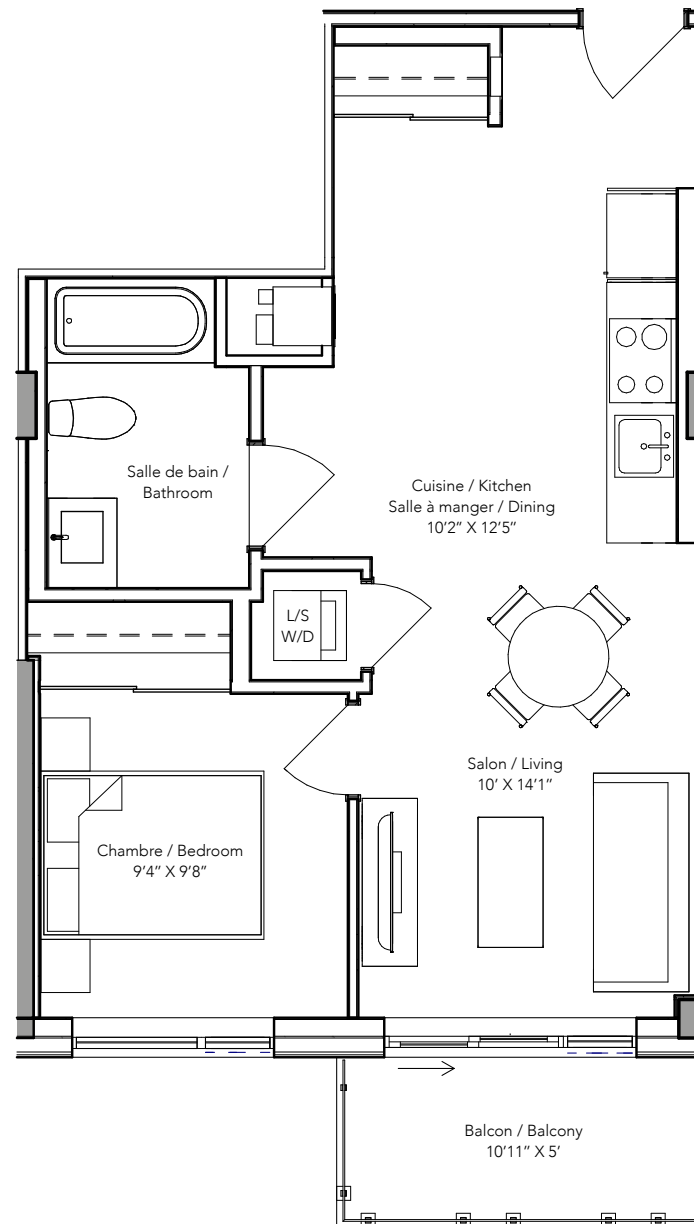 Salle de bain /
Bathroom
Cuisine / Kitchen
Salle à manger / Dining
10'2” X 12'5”
L/S
W/D
Salon / Living
10' X 14'1”
Chambre / Bedroom
9'4” X 9'8”
Balcon / Balcony
10'11” X 5'